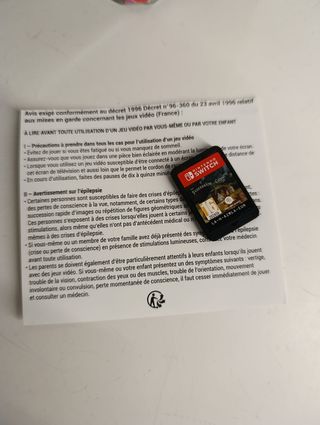 Avis exigé conformément au décret 1996 Décret n°96-360 du 23 avril 1996 relatif
aux mises en garde concernant les jeux vidéo (France) :
À LIRE AVANT TOUTE UTILISATION D'UN JEU VIDÉO PAR VOUS-MÊME OU PAR VOTRE ENFANT
I – Précautions à prendre dans tous les cas pour l'utilisation d'un jeu vidéo
• Évitez de jouer si vous êtes fatigué ou si vous manquez de sommeil.
• Assurez-vous que vous jouez dans une pièce bien éclairée en modérant la de votre écran.
• Lorsque vous utilisez un jeu vidéo susceptible d'être connecté à un écran distance de
cet écran de télévision et aussi loin que le permet le cordon de
• En cours d'utilisation, faites des pauses de dix à quinze minutes
II – Avertissement sur l'épilepsie
• Certaines personnes sont susceptibles de faire des crises d'épilepsie
des pertes de conscience à la vue, notamment, de certains types
succession rapide d'images ou répétition de figures géométriques
Ces personnes s'exposent à des crises lorsqu'elles jouent à certains
stimulations, alors même qu'elles n'ont pas d'antécédents
mêmes à des crises d'épilepsie.
• Si vous-même ou un membre de votre famille avez déjà présenté des
(crise ou perte de conscience) en présence de stimulations lumineuses, votre médecin
avant toute utilisation.
• Les parents se doivent également d'être particulièrement attentifs à leurs enfants lorsqu'ils jouent
avec des jeux vidéo. Si vous-même ou votre enfant présentez un des symptômes suivants : vertige,
trouble de la vision, contraction des yeux ou des muscles, trouble de l'orientation, mouvement
involontaire ou convulsion, perte momentanée de conscience, il faut cesser immédiatement de jouer
et consulter un médecin.
NINTENDO
SWITCH